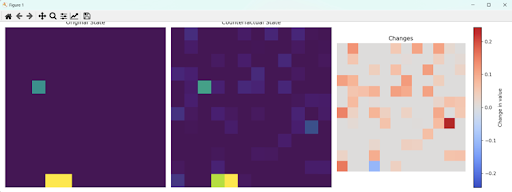 Figure 1
Original State
Counterfactual State
Changes
0.2
0.1
0.0
-0.1
-0.2
Change in value